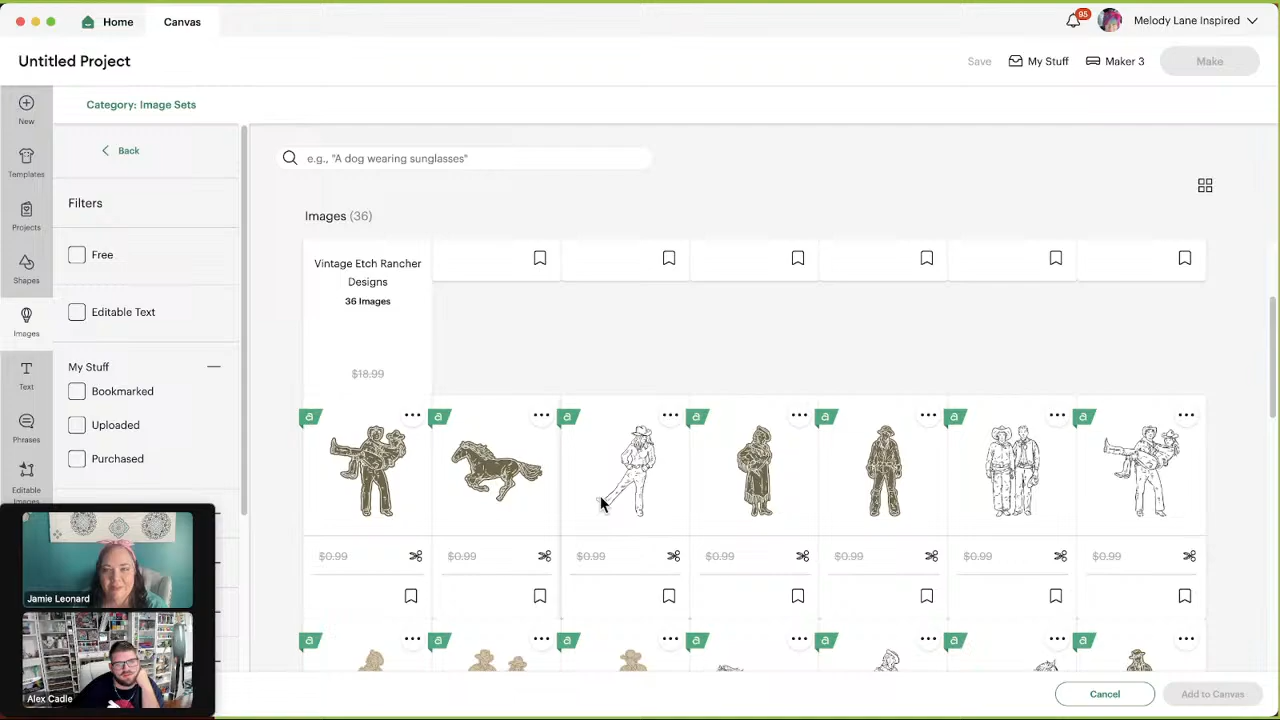 Home
Canvas
95
Melody Lane Inspired
Untitled Project
Save
My Stuff
Maker 3
Make
New
Category: Image Sets
Back
e.g., "A dog wearing sunglasses"
Templates
Filters
Projects
Images (36)
Free
Shapes
Vintage Etch Rancher
Designs
36 Images
Editable Text
Images
My Stuff
$18.99
Text
Bookmarked
a a a a a a a
Uploaded
Phrases
Purchased
Editable
Images
$0.99 $0.99 $0.99 $0.99 $0.99 $0.99 $0.99
Jamie Leonard
a a a a a a a
Alex Cadle
Cancel
Add to Canvas